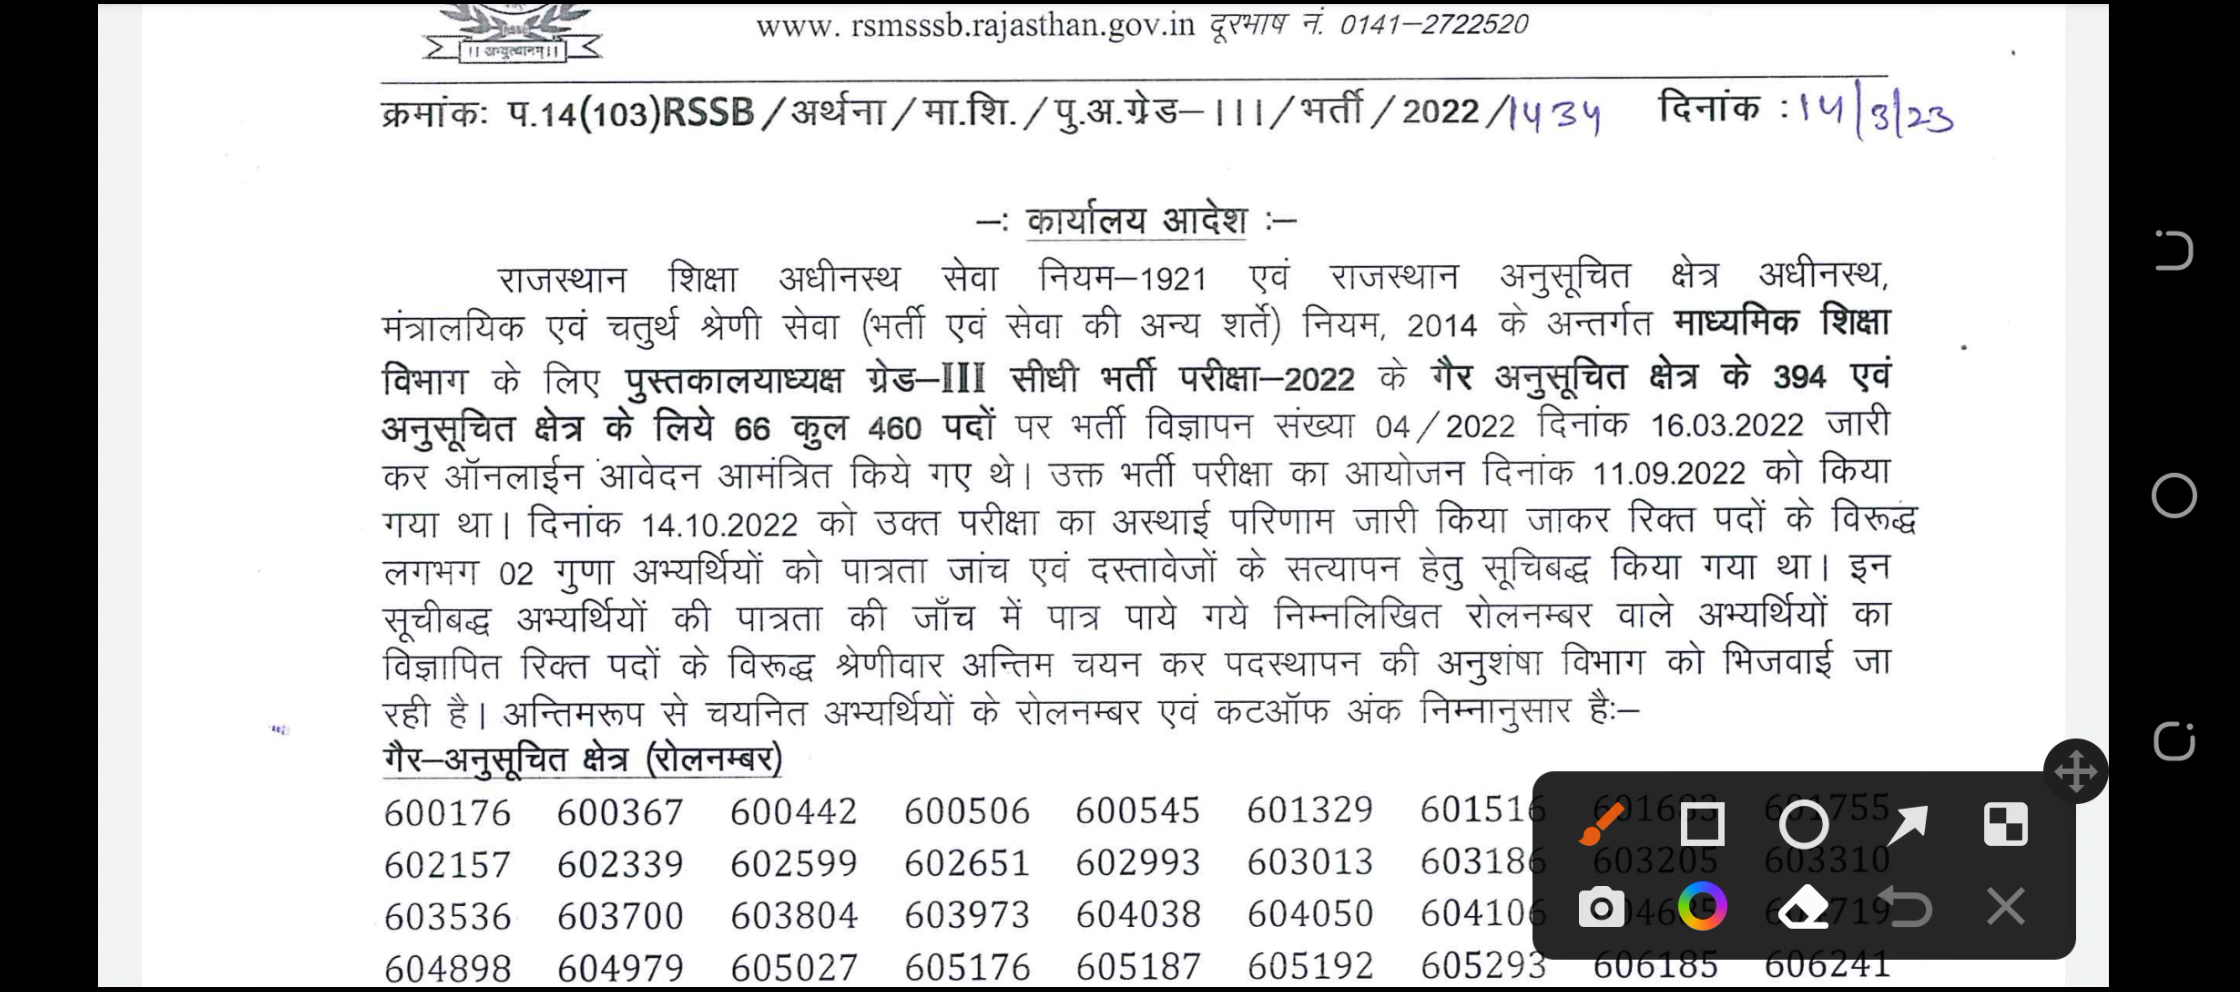 ।। अभ्युत्थानम्।।
www. rsmsssb.rajasthan.gov.in दूरभाष नं. 0141–2722520
क्रमांकः प.14(103)RSSB/अर्थना/मा.शि./पु.अ.ग्रेड–III/भर्ती/2022/1434 दिनांक :14/3/23
–: कार्यालय आदेश :–
राजस्थान शिक्षा अधीनस्थ सेवा नियम–1921 एवं राजस्थान अनुसूचित क्षेत्र अधीनस्थ,
मंत्रालयिक एवं चतुर्थ श्रेणी सेवा (भर्ती एवं सेवा की अन्य शर्ते) नियम, 2014 के अन्तर्गत माध्यमिक शिक्षा
विभाग के लिए पुस्तकालयाध्यक्ष ग्रेड–III सीधी भर्ती परीक्षा–2022 के गैर अनुसूचित क्षेत्र के 394 एवं
अनुसूचित क्षेत्र के लिये 66 कुल 460 पदों पर भर्ती विज्ञापन संख्या 04/2022 दिनांक 16.03.2022 जारी
कर ऑनलाईन आवेदन आमंत्रित किये गए थे। उक्त भर्ती परीक्षा का आयोजन दिनांक 11.09.2022 को किया
गया था। दिनांक 14.10.2022 को उक्त परीक्षा का अस्थाई परिणाम जारी किया जाकर रिक्त पदों के विरूद्ध
लगभग 02 गुणा अभ्यर्थियों को पात्रता जांच एवं दस्तावेजों के सत्यापन हेतु सूचिबद्ध किया गया था। इन
सूचीबद्ध अभ्यर्थियों की पात्रता की जाँच में पात्र पाये गये निम्नलिखित रोलनम्बर वाले अभ्यर्थियों का
विज्ञापित रिक्त पदों के विरूद्ध श्रेणीवार अन्तिम चयन कर पदस्थापन की अनुशंषा विभाग को भिजवाई जा
रही है। अन्तिमरूप से चयनित अभ्यर्थियों के रोलनम्बर एवं कटऑफ अंक निम्नानुसार हैः–
गैर–अनुसूचित क्षेत्र (रोलनम्बर)
600176 600367 600442 600506 600545 601329 601516
602157 602339 602599 602651 602993 603013 603186 603205 603310
603536 603700 603804 603973 604038 604050 604106
604898 604979 605027 605176 605187 605192 605293 606185 606241